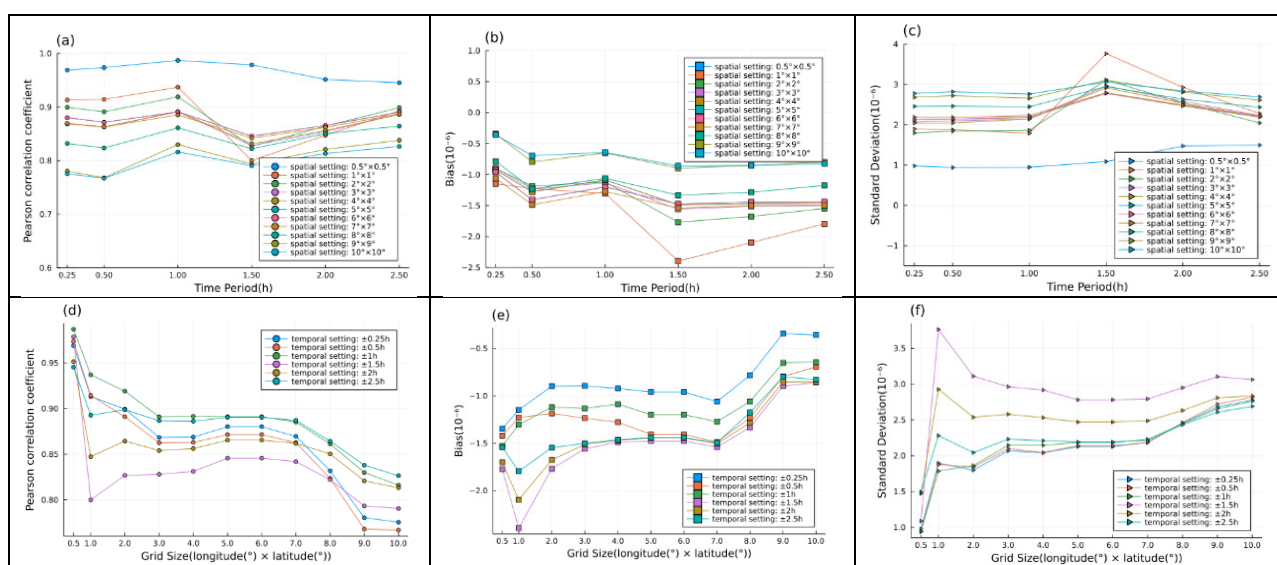 (a)
Pearson correlation coefficient
1.0
0.9
0.8
0.7
0.6
0.25 0.50 1.00 1.50 2.00 2.50
Time Period(h)
spatial setting: 0.5°×0.5°
spatial setting: 1°×1°
spatial setting: 2°×2°
spatial setting: 3°×3°
spatial setting: 4°×4°
spatial setting: 5°×5°
spatial setting: 6°×6°
spatial setting: 7°×7°
spatial setting: 8°×8°
spatial setting: 9°×9°
spatial setting: 10°×10°
(b)
Bias(10⁻⁶)
1.0
0.5
0.0
−0.5
−1.0
−1.5
−2.0
−2.5
0.25 0.50 1.00 1.50 2.00 2.50
Time Period(h)
spatial setting: 0.5°×0.5°
spatial setting: 1°×1°
spatial setting: 2°×2°
spatial setting: 3°×3°
spatial setting: 4°×4°
spatial setting: 5°×5°
spatial setting: 6°×6°
spatial setting: 7°×7°
spatial setting: 8°×8°
spatial setting: 9°×9°
spatial setting: 10°×10°
(c)
Standard Deviation(10⁻⁶)
4
3
2
1
0
−1
0.25 0.50 1.00 1.50 2.00 2.50
Time Period(h)
spatial setting: 0.5°×0.5°
spatial setting: 1°×1°
spatial setting: 2°×2°
spatial setting: 3°×3°
spatial setting: 4°×4°
spatial setting: 5°×5°
spatial setting: 6°×6°
spatial setting: 7°×7°
spatial setting: 8°×8°
spatial setting: 9°×9°
spatial setting: 10°×10°
(d)
Pearson correlation coefficient
0.95
0.90
0.85
0.80
0.5 1.0 2.0 3.0 4.0 5.0 6.0 7.0 8.0 9.0 10.0
Grid Size(longitude(°) × latitude(°))
temporal setting: ±0.25h
temporal setting: ±0.5h
temporal setting: ±1h
temporal setting: ±1.5h
temporal setting: ±2h
temporal setting: ±2.5h
(e)
Bias(10⁻⁶)
−0.5
−1.0
−1.5
−2.0
0.5 1.0 2.0 3.0 4.0 5.0 6.0 7.0 8.0 9.0 10.0
Grid Size(longitude(°) × latitude(°))
temporal setting: ±0.25h
temporal setting: ±0.5h
temporal setting: ±1h
temporal setting: ±1.5h
temporal setting: ±2h
temporal setting: ±2.5h
(f)
Standard Deviation(10⁻⁶)
3.5
3.0
2.5
2.0
1.5
1.0
0.5 1.0 2.0 3.0 4.0 5.0 6.0 7.0 8.0 9.0 10.0
Grid Size(longitude(°) × latitude(°))
temporal setting: ±0.25h
temporal setting: ±0.5h
temporal setting: ±1h
temporal setting: ±1.5h
temporal setting: ±2h
temporal setting: ±2.5h